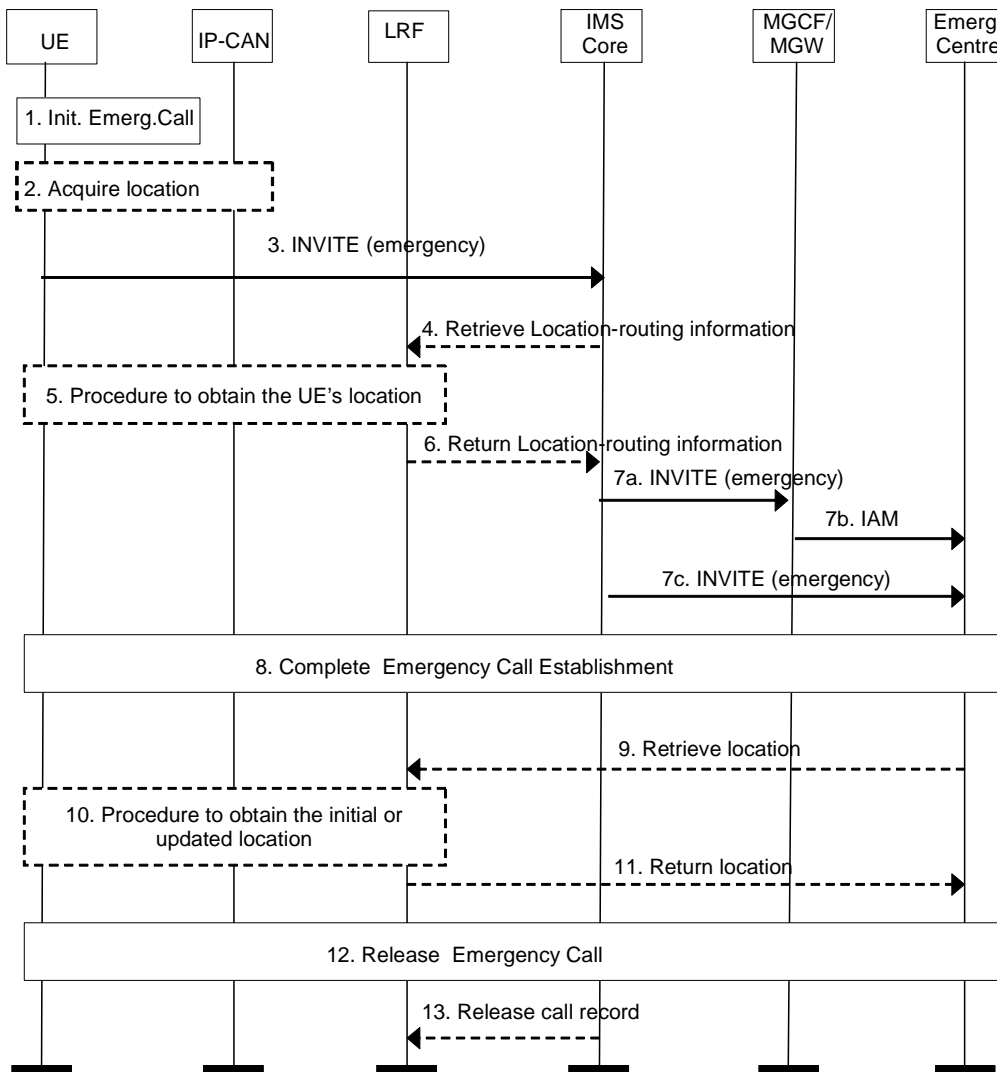 UE
IP-CAN
LRF
IMS
Core
MGCF/
MGW
Emerg
Centre
1. Init. Emerg.Call
2. Acquire location
3. INVITE (emergency)
4. Retrieve Location-routing information
5. Procedure to obtain the UE's location
6. Return Location-routing information
7a. INVITE (emergency)
7b. IAM
7c. INVITE (emergency)
8. Complete Emergency Call Establishment
9. Retrieve location
10. Procedure to obtain the initial or
updated location
11. Return location
12. Release Emergency Call
13. Release call record